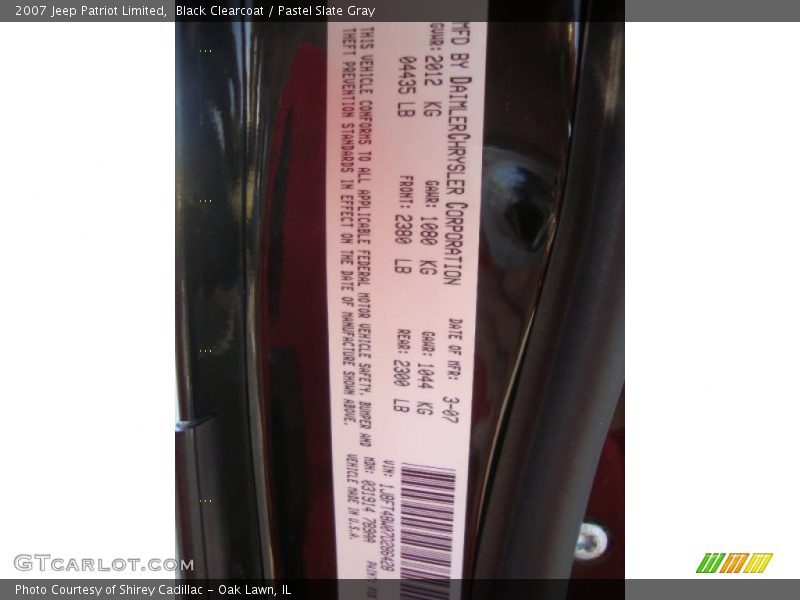 2007 Jeep Patriot Limited, Black Clearcoat / Pastel Slate Gray
MFD BY DAIMLERCHRYSLER CORPORATION DATE OF MFR: 3-07
GVWR: 2012 KG GAWR: 1080 KG GAWR: 1044 KG
04435 LB FRONT: 2380 LB REAR: 2300 LB
THIS VEHICLE CONFORMS TO ALL APPLICABLE FEDERAL MOTOR VEHICLE SAFETY, BUMPER AND
THEFT PREVENTION STANDARDS IN EFFECT ON THE DATE OF MANUFACTURE SHOWN ABOVE.
VIN:
MDH: 031914
VEHICLE MADE IN U.S.A.
GTCARLOT.COM
Photo Courtesy of Shirey Cadillac - Oak Lawn, IL